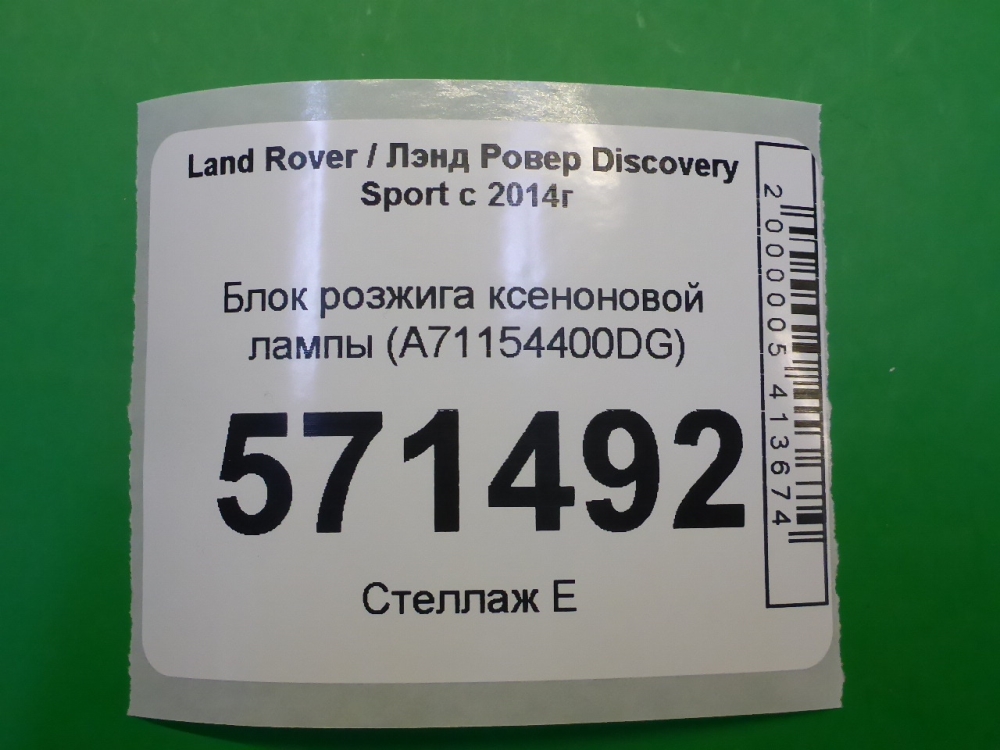 Land Rover / Лэнд Ровер Discovery
Sport с 2014г
Блок розжига ксеноновой
лампы (A71154400DG)
571492
Стеллаж Е
2000005413674